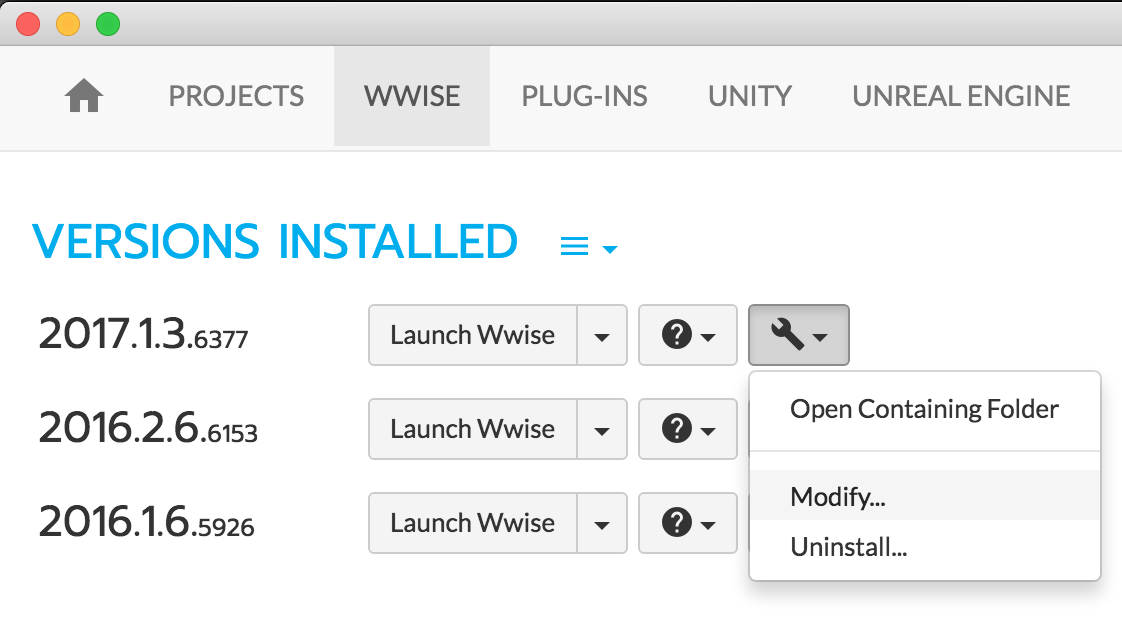 PROJECTS WWISE PLUG-INS UNITY UNREAL ENGINE
VERSIONS INSTALLED
2017.1.3.6377 Launch Wwise
Open Containing Folder
2016.2.6.6153 Launch Wwise
Modify...
2016.1.6.5926 Launch Wwise
Uninstall...